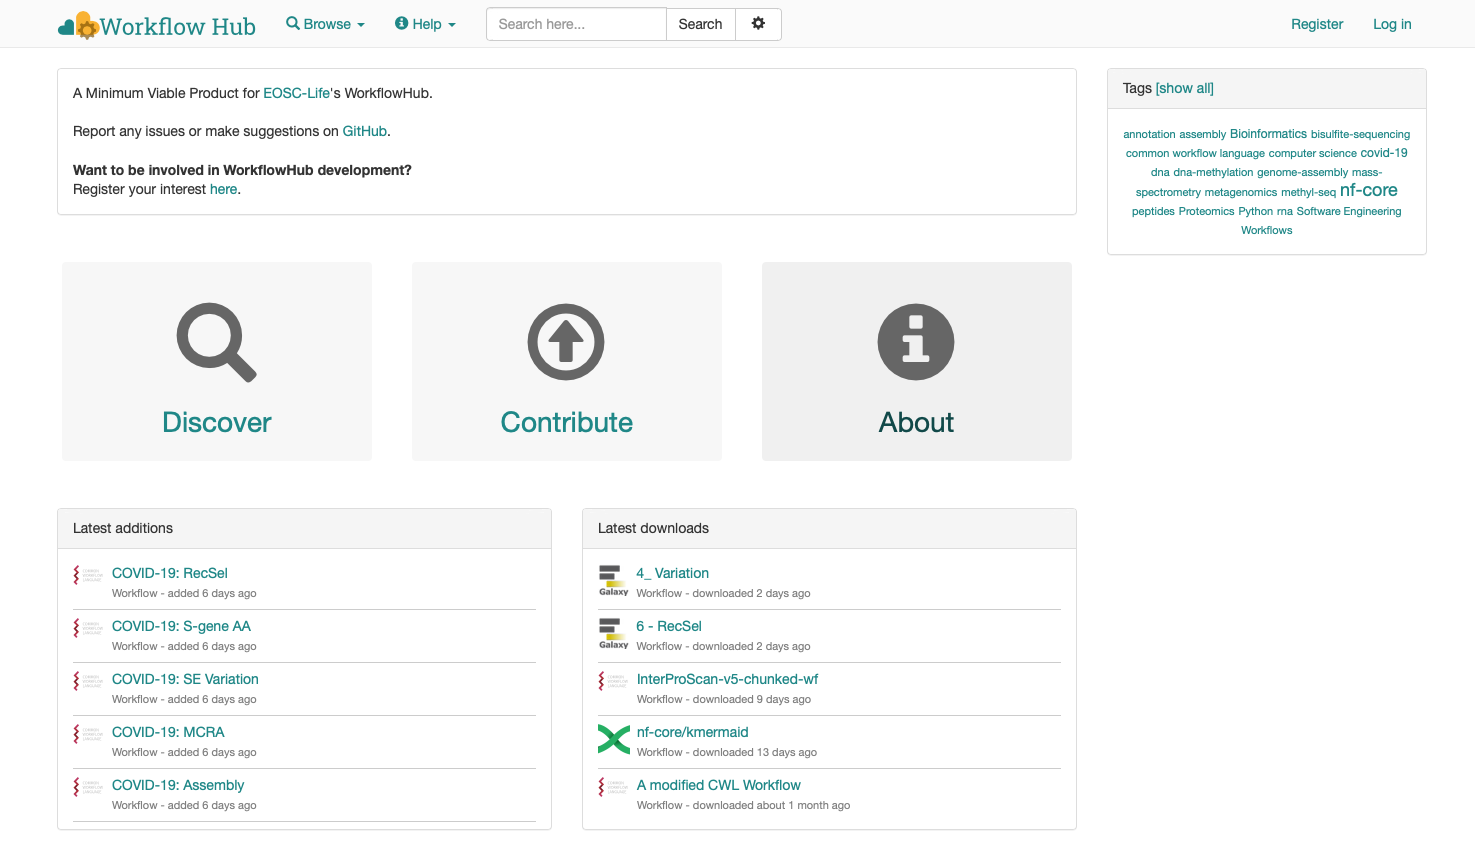 Workflow Hub
Browse
Help
Search here...
Search
Register
Log in
A Minimum Viable Product for EOSC-Life's WorkflowHub.
Report any issues or make suggestions on GitHub.
Want to be involved in WorkflowHub development?
Register your interest here.
Tags [show all]
annotation assembly Bioinformatics bisulfite-sequencing
common workflow language computer science covid-19
dna dna-methylation genome-assembly mass-
spectrometry metagenomics methyl-seq nf-core
peptides Proteomics Python rna Software Engineering
Workflows
Discover
Contribute
About
Latest additions
COVID-19: RecSel
Workflow - added 6 days ago
COVID-19: S-gene AA
Workflow - added 6 days ago
COVID-19: SE Variation
Workflow - added 6 days ago
COVID-19: MCRA
Workflow - added 6 days ago
COVID-19: Assembly
Workflow - added 6 days ago
Latest downloads
Galaxy
4_ Variation
Workflow - downloaded 2 days ago
Galaxy
6 - RecSel
Workflow - downloaded 2 days ago
InterProScan-v5-chunked-wf
Workflow - downloaded 9 days ago
nf-core/kmermaid
Workflow - downloaded 13 days ago
A modified CWL Workflow
Workflow - downloaded about 1 month ago